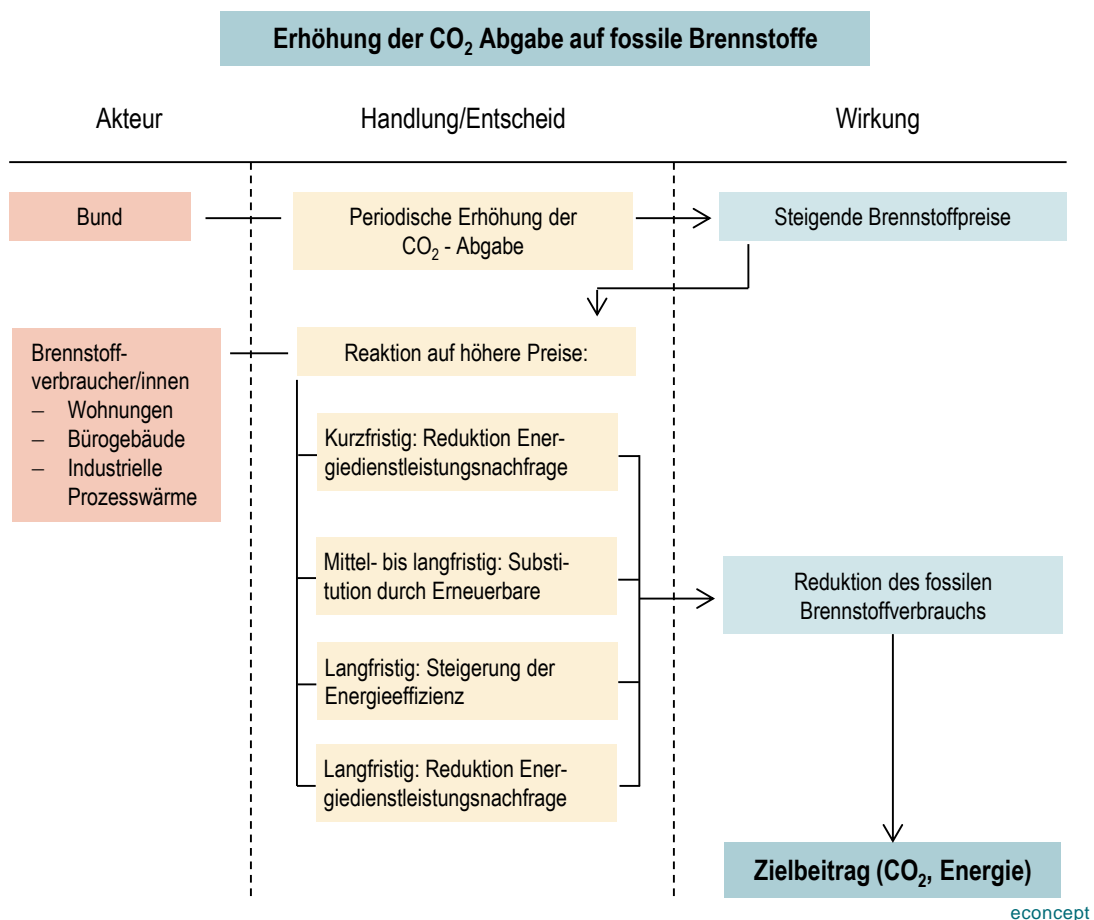 Erhöhung der CO₂ Abgabe auf fossile Brennstoffe
Akteur
Handlung/Entscheid
Wirkung
Bund
Periodische Erhöhung der
CO₂ - Abgabe
Steigende Brennstoffpreise
Brennstoff-
verbraucher/innen
– Wohnungen
– Bürogebäude
– Industrielle
Prozesswärme
Reaktion auf höhere Preise:
Kurzfristig: Reduktion Ener-
giedienstleistungsnachfrage
Mittel- bis langfristig: Substi-
tution durch Erneuerbare
Langfristig: Steigerung der
Energieeffizienz
Langfristig: Reduktion Ener-
giedienstleistungsnachfrage
Reduktion des fossilen
Brennstoffverbrauchs
Zielbeitrag (CO₂, Energie)
econcept